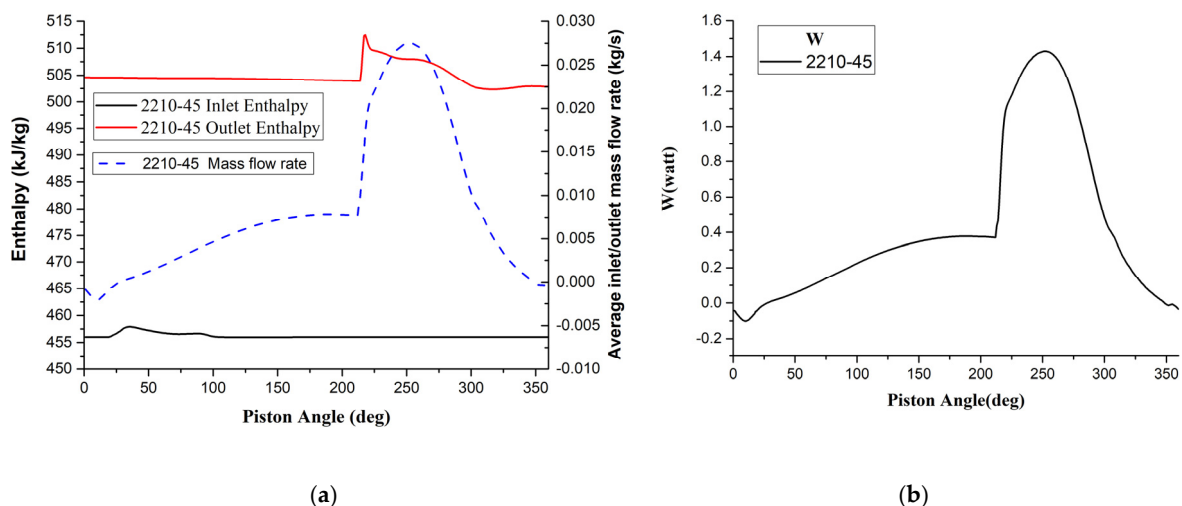 515
510
505
500
495
490
485
480
475
470
465
460
455
450
Enthalpy (kJ/kg)
2210-45 Inlet Enthalpy
2210-45 Outlet Enthalpy
2210-45 Mass flow rate
0.030
0.025
0.020
0.015
0.010
0.005
0.000
-0.005
-0.010
Average inlet/outlet mass flow rate (kg/s)
0 50 100 150 200 250 300 350
Piston Angle (deg)
(a)
1.6
1.4
1.2
1.0
0.8
0.6
0.4
0.2
0.0
-0.2
W(watt)
W
2210-45
0 50 100 150 200 250 300 350
Piston Angle(deg)
(b)